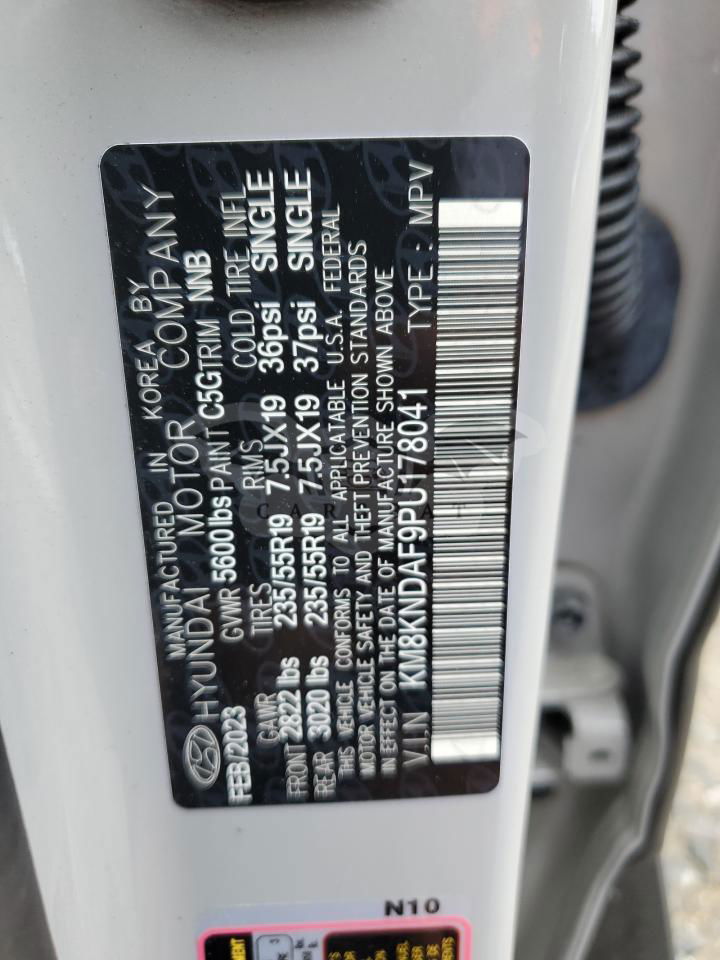 MANUFACTURED IN KOREA BY
HYUNDAI MOTOR COMPANY
FEB/2023 GVWR 5600lbs PAINT C5G TRIM NNB
GAWR TIRES RIMS COLD TIRE INFL
FRONT 2822 lbs 235/55R19 7.5JX19 36psi SINGLE
REAR 3020 lbs 235/55R19 7.5JX19 37psi SINGLE
THIS VEHICLE CONFORMS TO ALL APPLICATABLE U.S.A. FEDERAL
MOTOR VEHICLE SAFETY AND THEFT PREVENTION STANDARDS
IN EFFECT ON THE DATE OF MANUFACTURE SHOWN ABOVE
V.I.N KM8KNDAF9PU178041 TYPE : MPV
N10